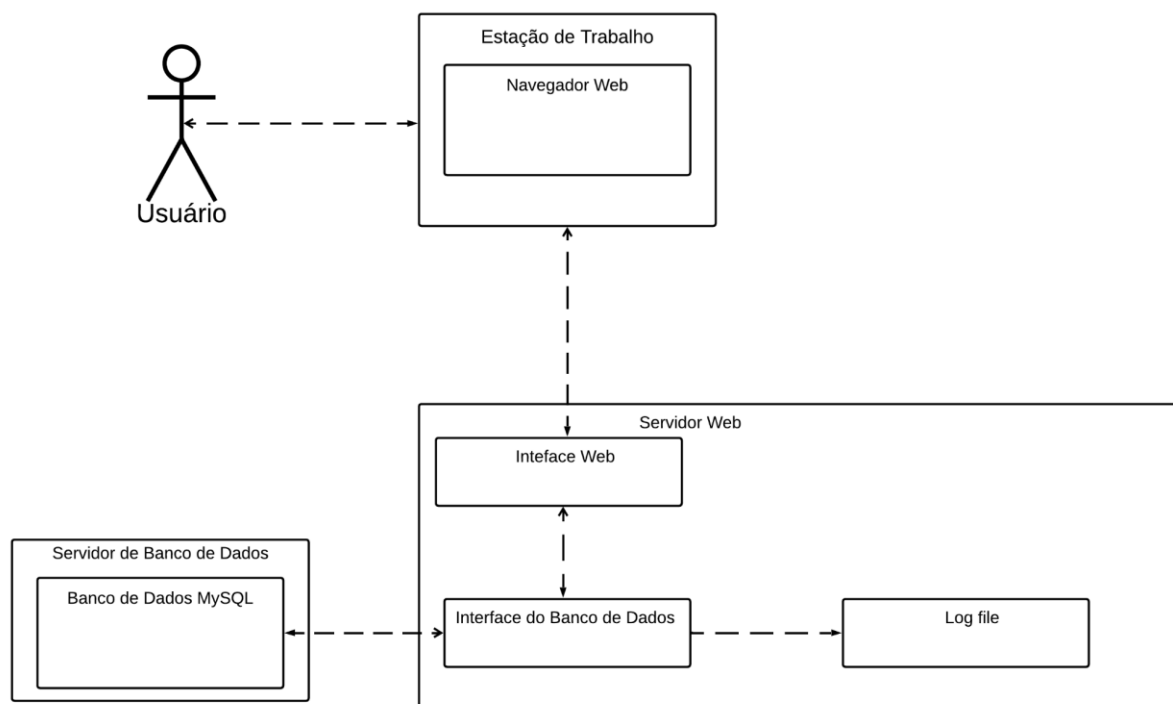 Estação de Trabalho
Navegador Web
Usuário
Servidor Web
Inteface Web
Servidor de Banco de Dados
Banco de Dados MySQL
Interface do Banco de Dados
Log file